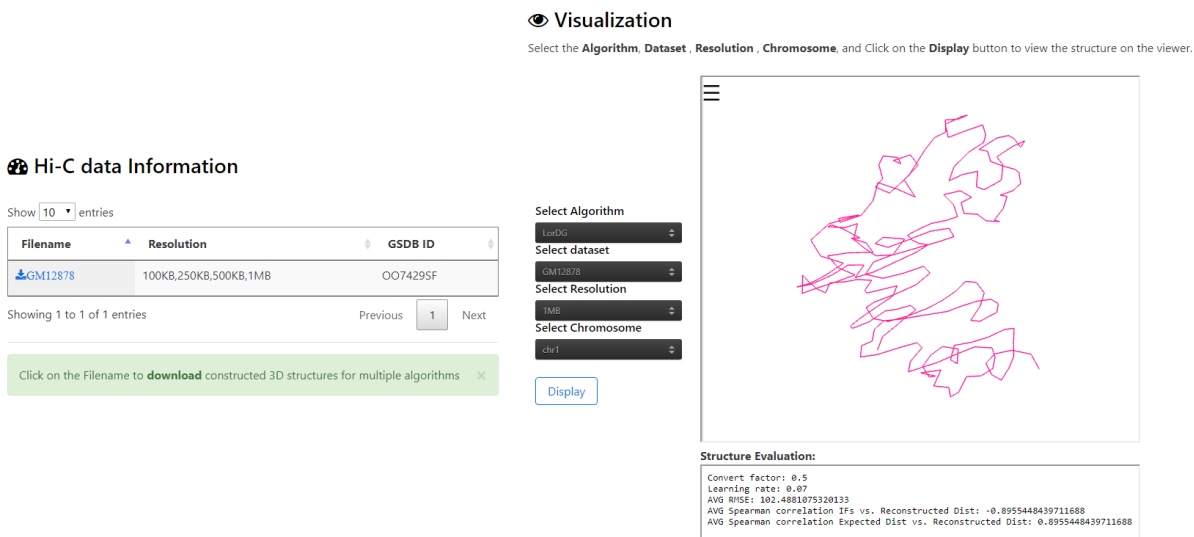 Hi-C data Information
Show 10 entries
Filename Resolution GSDB ID
GM12878 100KB,250KB,500KB,1MB OO7429SF
Showing 1 to 1 of 1 entries Previous 1 Next
Click on the Filename to download constructed 3D structures for multiple algorithms ×
Visualization
Select the Algorithm, Dataset , Resolution , Chromosome, and Click on the Display button to view the structure on the viewer.
Select Algorithm
LorDG
Select dataset
GM12878
Select Resolution
1MB
Select Chromosome
chr1
Display
Structure Evaluation:
Convert factor: 0.5
Learning rate: 0.07
AVG RMSE: 102.4881075320133
AVG Spearman correlation IFs vs. Reconstructed Dist: -0.8955448439711688
AVG Spearman correlation Expected Dist vs. Reconstructed Dist: 0.8955448439711688